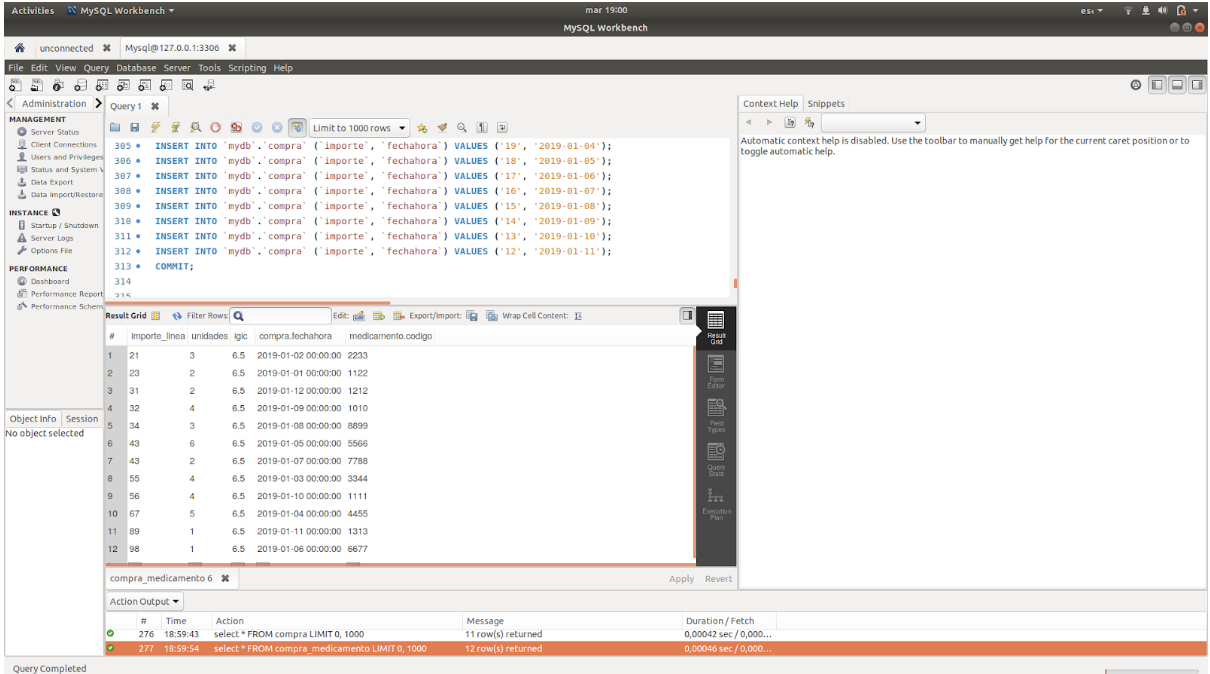 Activities MySQL Workbench mar 19:00 es1
MySQL Workbench
unconnected Mysql@127.0.0.1:3306
File Edit View Query Database Server Tools Scripting Help
Administration
MANAGEMENT
Server Status
Client Connections
Users and Privileges
Status and System V
Data Export
Data Import/Restore
INSTANCE
Startup / Shutdown
Server Logs
Options File
PERFORMANCE
Dashboard
Performance Report
Performance Schem
Object Info Session
No object selected
Query 1
Limit to 1000 rows
305 INSERT INTO `mydb`.`compra` (`importe`, `fechahora`) VALUES ('19', '2019-01-04');
306 INSERT INTO `mydb`.`compra` (`importe`, `fechahora`) VALUES ('18', '2019-01-05');
307 INSERT INTO `mydb`.`compra` (`importe`, `fechahora`) VALUES ('17', '2019-01-06');
308 INSERT INTO `mydb`.`compra` (`importe`, `fechahora`) VALUES ('16', '2019-01-07');
309 INSERT INTO `mydb`.`compra` (`importe`, `fechahora`) VALUES ('15', '2019-01-08');
310 INSERT INTO `mydb`.`compra` (`importe`, `fechahora`) VALUES ('14', '2019-01-09');
311 INSERT INTO `mydb`.`compra` (`importe`, `fechahora`) VALUES ('13', '2019-01-10');
312 INSERT INTO `mydb`.`compra` (`importe`, `fechahora`) VALUES ('12', '2019-01-11');
313 COMMIT;
314
315
Result Grid Filter Rows: Edit: Export/Import: Wrap Cell Content:
# importe_linea unidades igic compra.fechahora medicamento.codigo
1 21 3 6.5 2019-01-02 00:00:00 2233
2 23 2 6.5 2019-01-01 00:00:00 1122
3 31 2 6.5 2019-01-12 00:00:00 1212
4 32 4 6.5 2019-01-09 00:00:00 1010
5 34 3 6.5 2019-01-08 00:00:00 8899
6 43 6 6.5 2019-01-05 00:00:00 5566
7 43 2 6.5 2019-01-07 00:00:00 7788
8 55 4 6.5 2019-01-03 00:00:00 3344
9 56 4 6.5 2019-01-10 00:00:00 1111
10 67 5 6.5 2019-01-04 00:00:00 4455
11 89 1 6.5 2019-01-11 00:00:00 1313
12 98 1 6.5 2019-01-06 00:00:00 6677
Result
Grid
Form
Editor
Field
Types
Query
Stats
Execution
Plan
compra_medicamento 6 Apply Revert
Context Help Snippets
Automatic context help is disabled. Use the toolbar to manually get help for the current caret position or to
toggle automatic help.
Action Output
# Time Action Message Duration / Fetch
276 18:59:43 select * FROM compra LIMIT 0, 1000 11 row(s) returned 0,00042 sec / 0,000...
277 18:59:54 select * FROM compra_medicamento LIMIT 0, 1000 12 row(s) returned 0,00046 sec / 0,000...
Query Completed